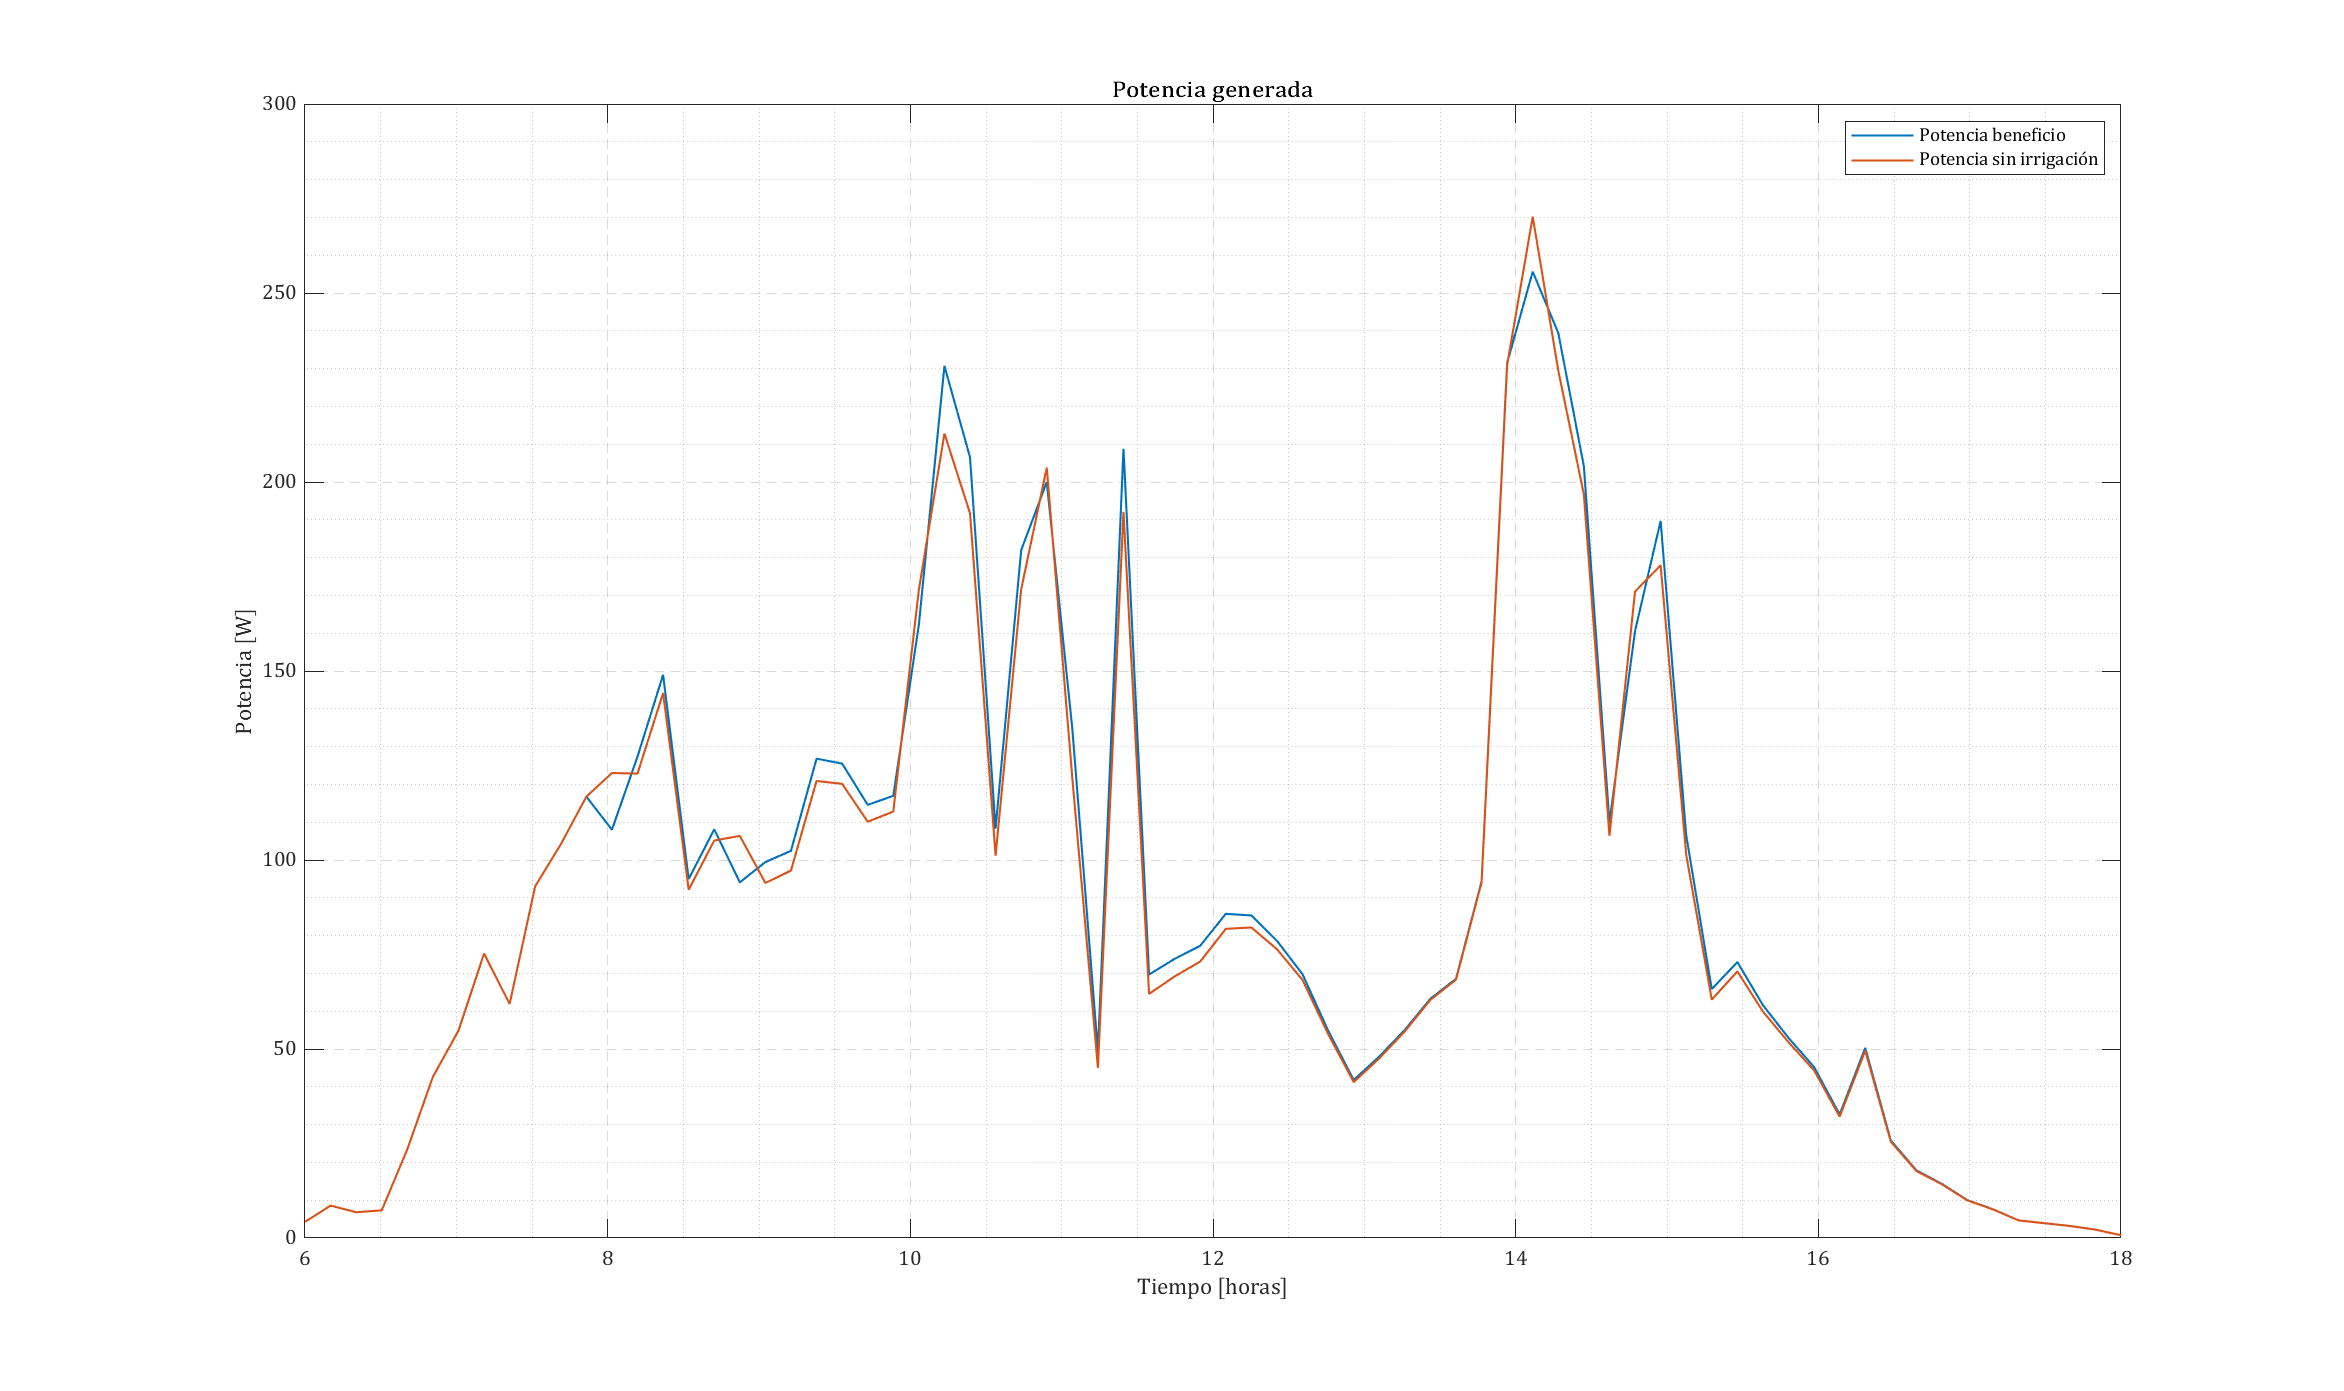 Potencia generada
Potencia beneficio
Potencia sin irrigación
300
250
200
150
100
50
0
Potencia [W]
6 8 10 12 14 16 18
Tiempo [horas]